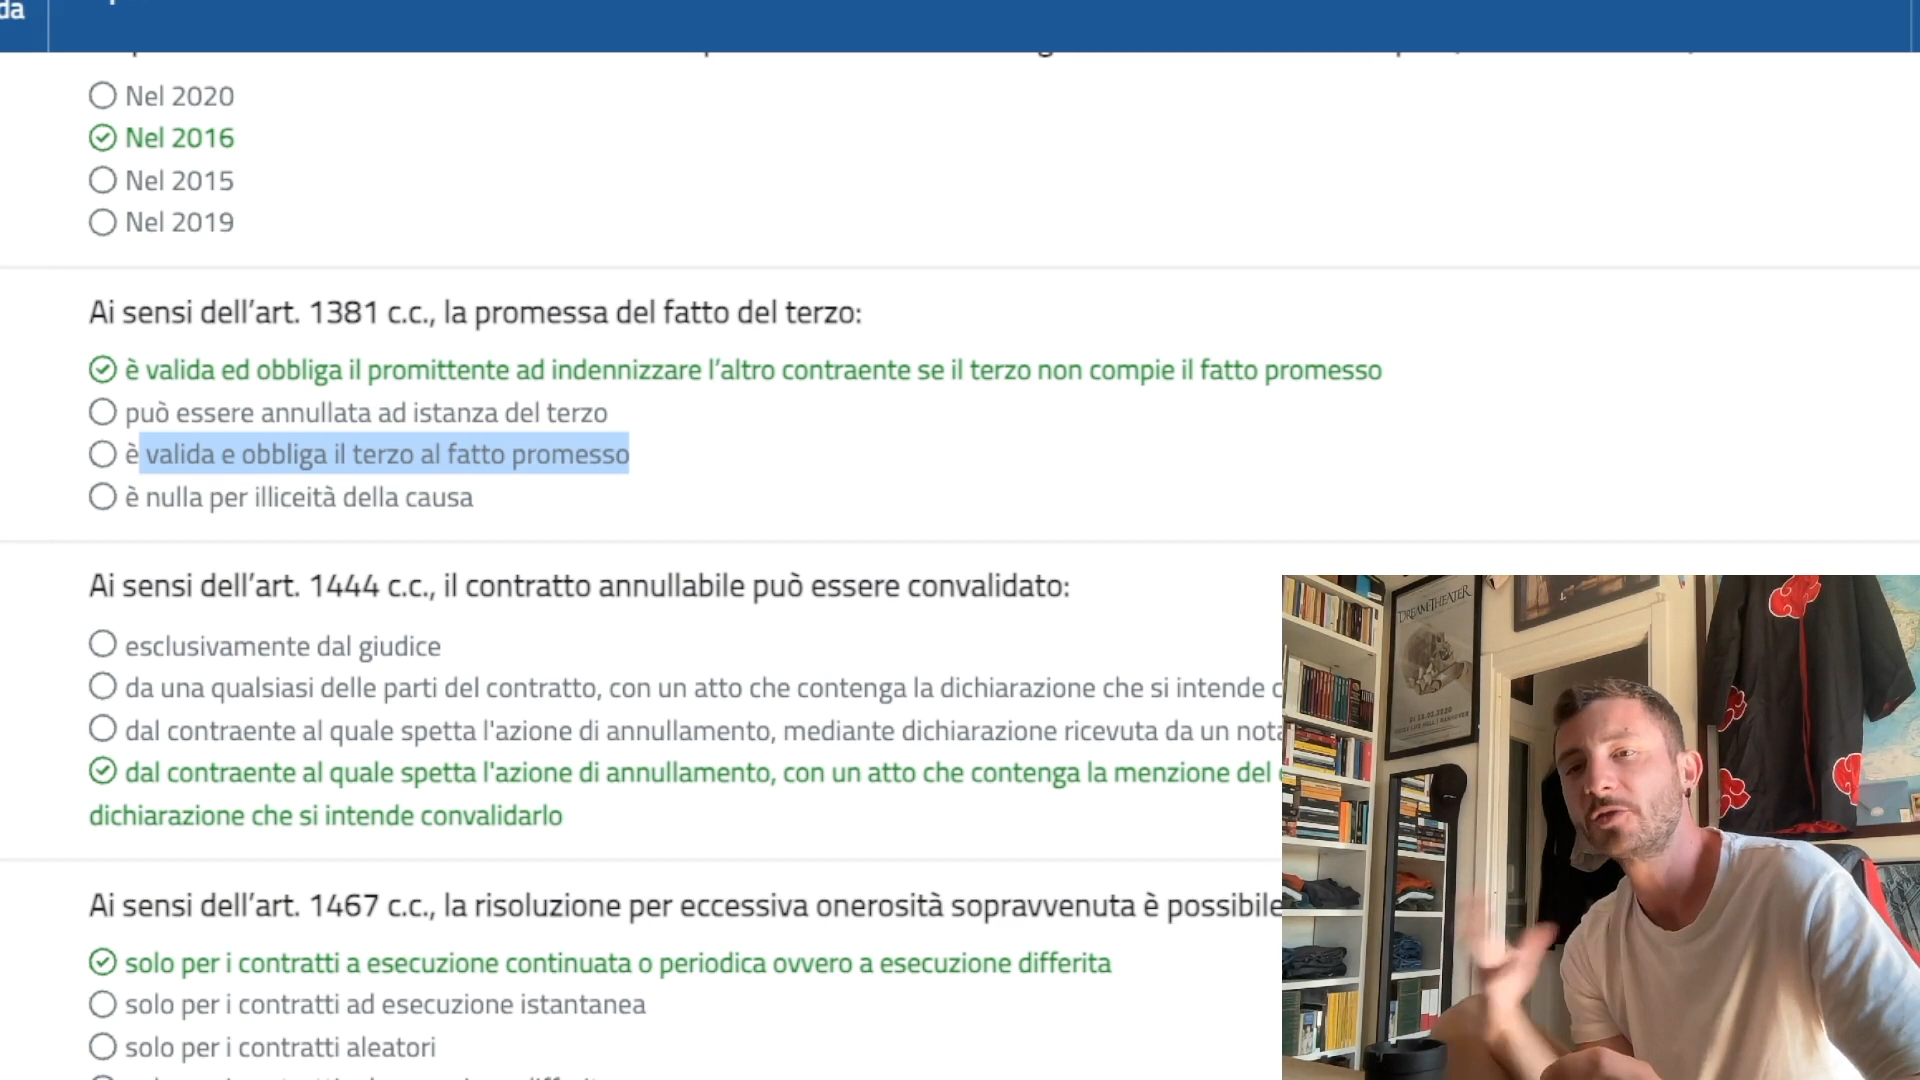 da
Nel 2020
Nel 2016
Nel 2015
Nel 2019
Ai sensi dell’art. 1381 c.c., la promessa del fatto del terzo:
è valida ed obbliga il promittente ad indennizzare l’altro contraente se il terzo non compie il fatto promesso
può essere annullata ad istanza del terzo
è valida e obbliga il terzo al fatto promesso
è nulla per illiceità della causa
Ai sensi dell’art. 1444 c.c., il contratto annullabile può essere convalidato:
esclusivamente dal giudice
da una qualsiasi delle parti del contratto, con un atto che contenga la dichiarazione che si intende
dal contraente al quale spetta l'azione di annullamento, mediante dichiarazione ricevuta da un
dal contraente al quale spetta l'azione di annullamento, con un atto che contenga la menzione del
dichiarazione che si intende convalidarlo
Ai sensi dell’art. 1467 c.c., la risoluzione per eccessiva onerosità sopravvenuta è possibile
solo per i contratti a esecuzione continuata o periodica ovvero a esecuzione differita
solo per i contratti ad esecuzione istantanea
solo per i contratti aleatori
DREAM THEATER